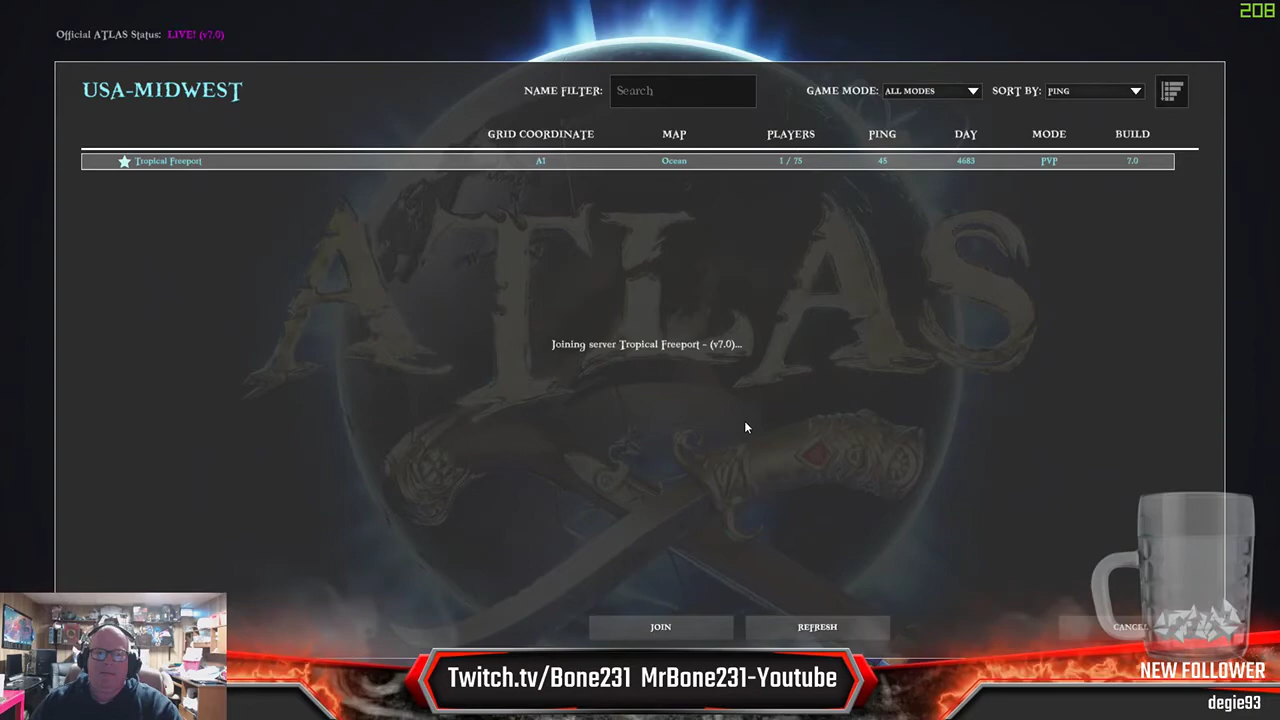 208
Official ATLAS Status: LIVE! (v7.0)
USA-MIDWEST
NAME FILTER: Search
GAME MODE: ALL MODES
SORT BY: PING
GRID COORDINATE MAP PLAYERS PING DAY MODE BUILD
Tropical Freeport A1 Ocean 1 / 75 45 4683 PVP 7.0
ATLAS
Joining server Tropical Freeport - (v7.0)...
JOIN REFRESH CANCEL
Twitch.tv/Bone231 MrBone231-Youtube
NEW FOLLOWER
degie93